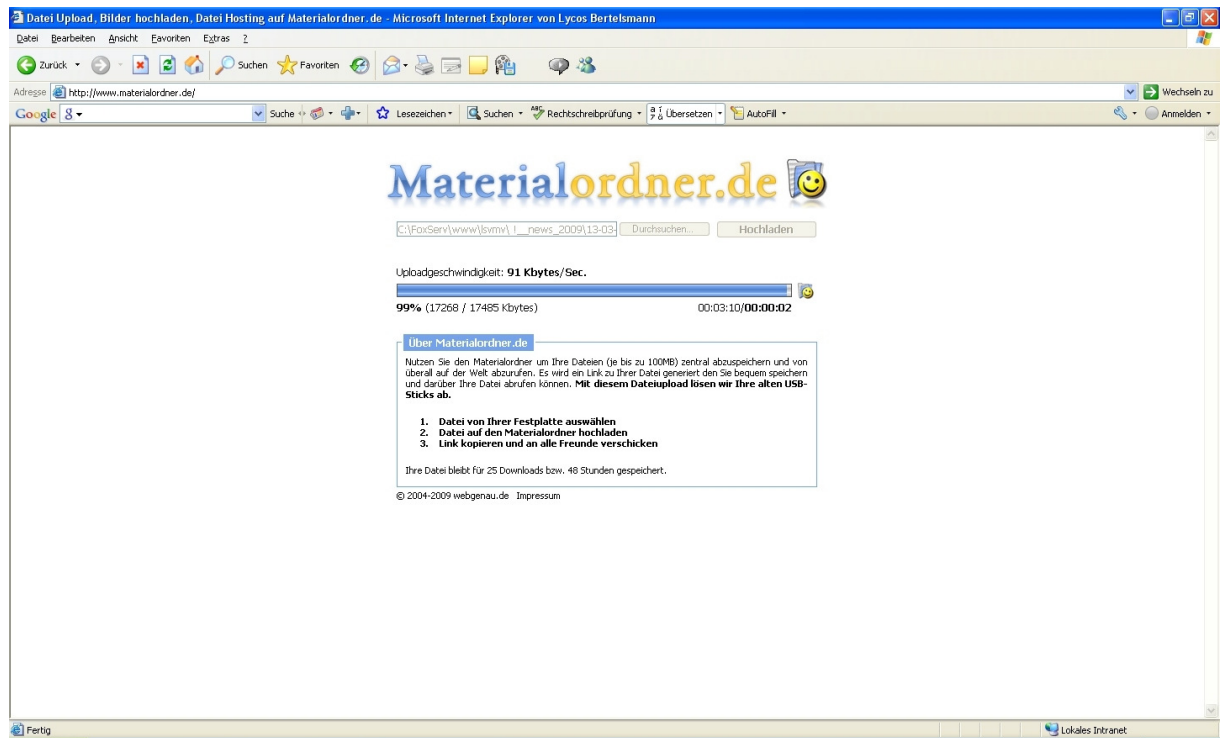 Datei Upload, Bilder hochladen, Datei Hosting auf Materialordner.de - Microsoft Internet Explorer von Lycos Bertelsmann
Datei Bearbeiten Ansicht Favoriten Extras ?
Zurück Suchen Favoriten
Adresse http://www.materialordner.de/ Wechseln zu
Google Suche Lesezeichen Suchen Rechtschreibprüfung Übersetzen AutoFill Anmelden
Materialordner.de
C:\FoxServ\www\lsvmv\_!__news_2009\13-03- Durchsuchen... Hochladen
Uploadgeschwindigkeit: 91 Kbytes/Sec.
99% (17268 / 17485 Kbytes) 00:03:10/00:00:02
Über Materialordner.de
Nutzen Sie den Materialordner um Ihre Dateien (je bis zu 100MB) zentral abzuspeichern und von
überall auf der Welt abzurufen. Es wird ein Link zu Ihrer Datei generiert den Sie bequem speichern
und darüber Ihre Datei abrufen können. Mit diesem Dateiupload lösen wir Ihre alten USB-
Sticks ab.
1. Datei von Ihrer Festplatte auswählen
2. Datei auf den Materialordner hochladen
3. Link kopieren und an alle Freunde verschicken
Ihre Datei bleibt für 25 Downloads bzw. 48 Stunden gespeichert.
© 2004-2009 webgenau.de Impressum
Fertig Lokales Intranet